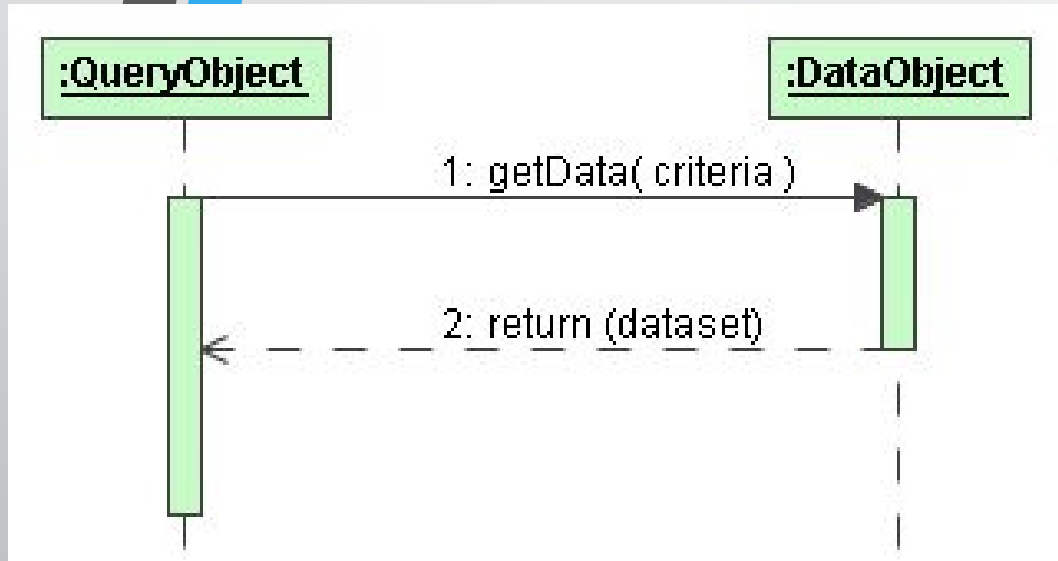 :QueryObject
:DataObject
1: getData( criteria )
2: return (dataset)